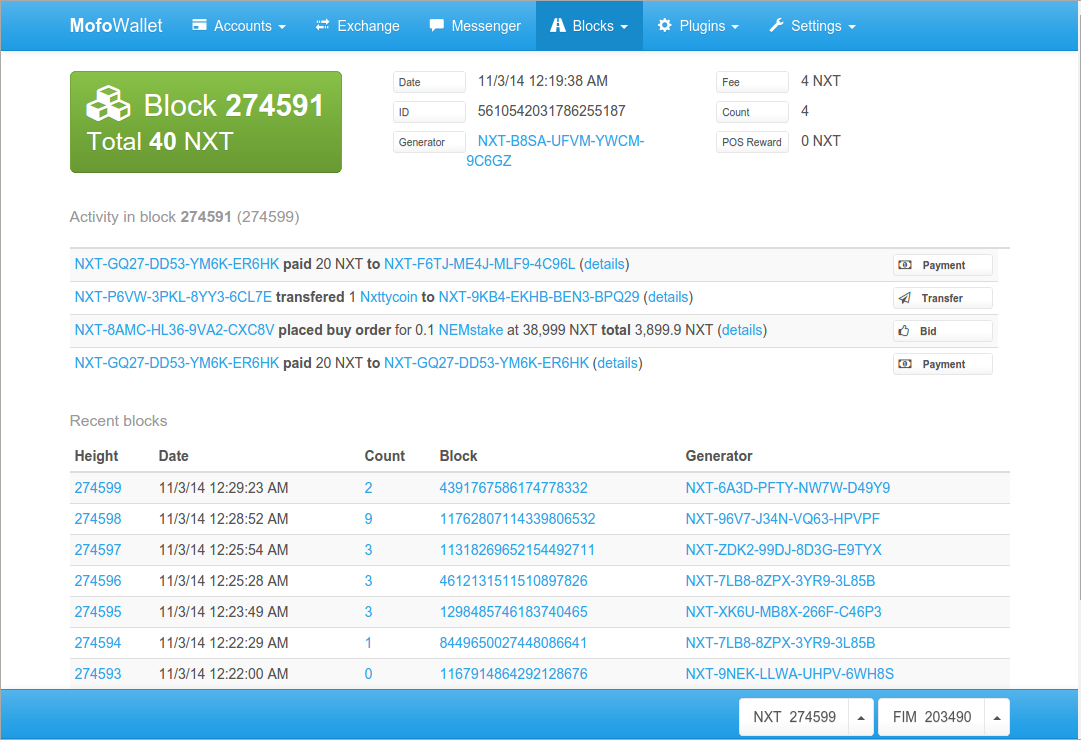 MofoWallet Accounts Exchange Messenger Blocks Plugins Settings
Block 274591
Total 40 NXT
Date 11/3/14 12:19:38 AM
ID 5610542031786255187
Generator NXT-B8SA-UFVM-YWCM-
9C6GZ
Fee 4 NXT
Count 4
POS Reward 0 NXT
Activity in block 274591 (274599)
NXT-GQ27-DD53-YM6K-ER6HK paid 20 NXT to NXT-F6TJ-ME4J-MLF9-4C96L (details) Payment
NXT-P6VW-3PKL-8YY3-6CL7E transfered 1 Nxttycoin to NXT-9KB4-EKHB-BEN3-BPQ29 (details) Transfer
NXT-8AMC-HL36-9VA2-CXC8V placed buy order for 0.1 NEMstake at 38,999 NXT total 3,899.9 NXT (details) Bid
NXT-GQ27-DD53-YM6K-ER6HK paid 20 NXT to NXT-GQ27-DD53-YM6K-ER6HK (details) Payment
Recent blocks
Height Date Count Block Generator
274599 11/3/14 12:29:23 AM 2 4391767586174778332 NXT-6A3D-PFTY-NW7W-D49Y9
274598 11/3/14 12:28:52 AM 9 11762807114339806532 NXT-96V7-J34N-VQ63-HPVPF
274597 11/3/14 12:25:54 AM 3 11318269652154492711 NXT-ZDK2-99DJ-8D3G-E9TYX
274596 11/3/14 12:25:28 AM 3 4612131511510897826 NXT-7LB8-8ZPX-3YR9-3L85B
274595 11/3/14 12:23:49 AM 3 1298485746183740465 NXT-XK6U-MB8X-266F-C46P3
274594 11/3/14 12:22:29 AM 1 8449650027448086641 NXT-7LB8-8ZPX-3YR9-3L85B
274593 11/3/14 12:22:00 AM 0 1167914864292128676 NXT-9NEK-LLWA-UHPV-6WH8S
NXT 274599 FIM 203490